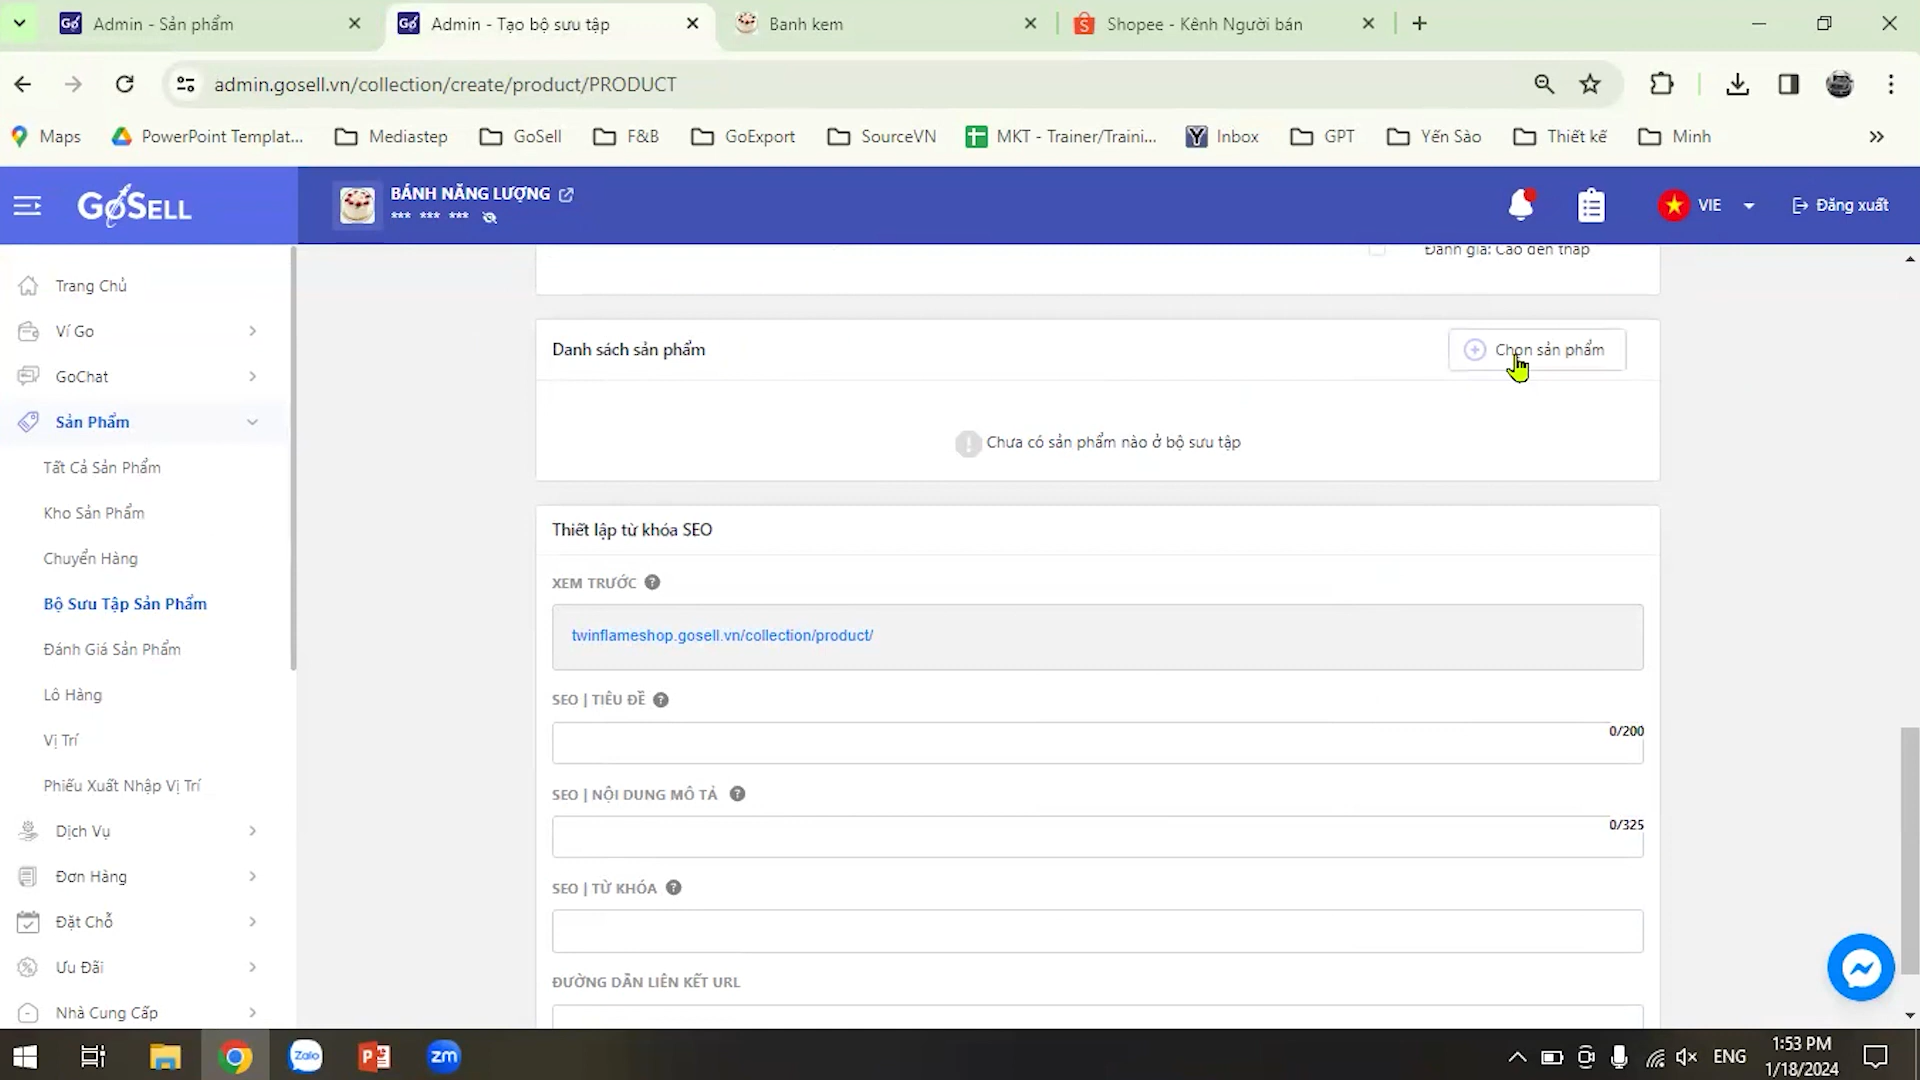 Admin - Sản phẩm
Admin - Tạo bộ sưu tập
Banh kem
Shopee - Kênh Người bán
admin.gosell.vn/collection/create/product/PRODUCT
Maps
PowerPoint Templat...
Mediastep
GoSell
F&B
GoExport
SourceVN
MKT - Trainer/Traini...
Inbox
GPT
Yến Sào
Thiết kế
Minh
GOSELL
BÁNH NĂNG LƯỢNG
*** *** ***
VIE
Đăng xuất
Trang Chủ
Ví Go
GoChat
Sản Phẩm
Tất Cả Sản Phẩm
Kho Sản Phẩm
Chuyển Hàng
Bộ Sưu Tập Sản Phẩm
Đánh Giá Sản Phẩm
Lô Hàng
Vị Trí
Phiếu Xuất Nhập Vị Trí
Dịch Vụ
Đơn Hàng
Đặt Chỗ
Ưu Đãi
Nhà Cung Cấp
Đánh giá: Cao đến thấp
Danh sách sản phẩm
Chọn sản phẩm
Chưa có sản phẩm nào ở bộ sưu tập
Thiết lập từ khóa SEO
XEM TRƯỚC
twinflameshop.gosell.vn/collection/product/
SEO | TIÊU ĐỀ
0/200
SEO | NỘI DUNG MÔ TẢ
0/325
SEO | TỪ KHÓA
ĐƯỜNG DẪN LIÊN KẾT URL
Zalo
zm
ENG
1:53 PM
1/18/2024